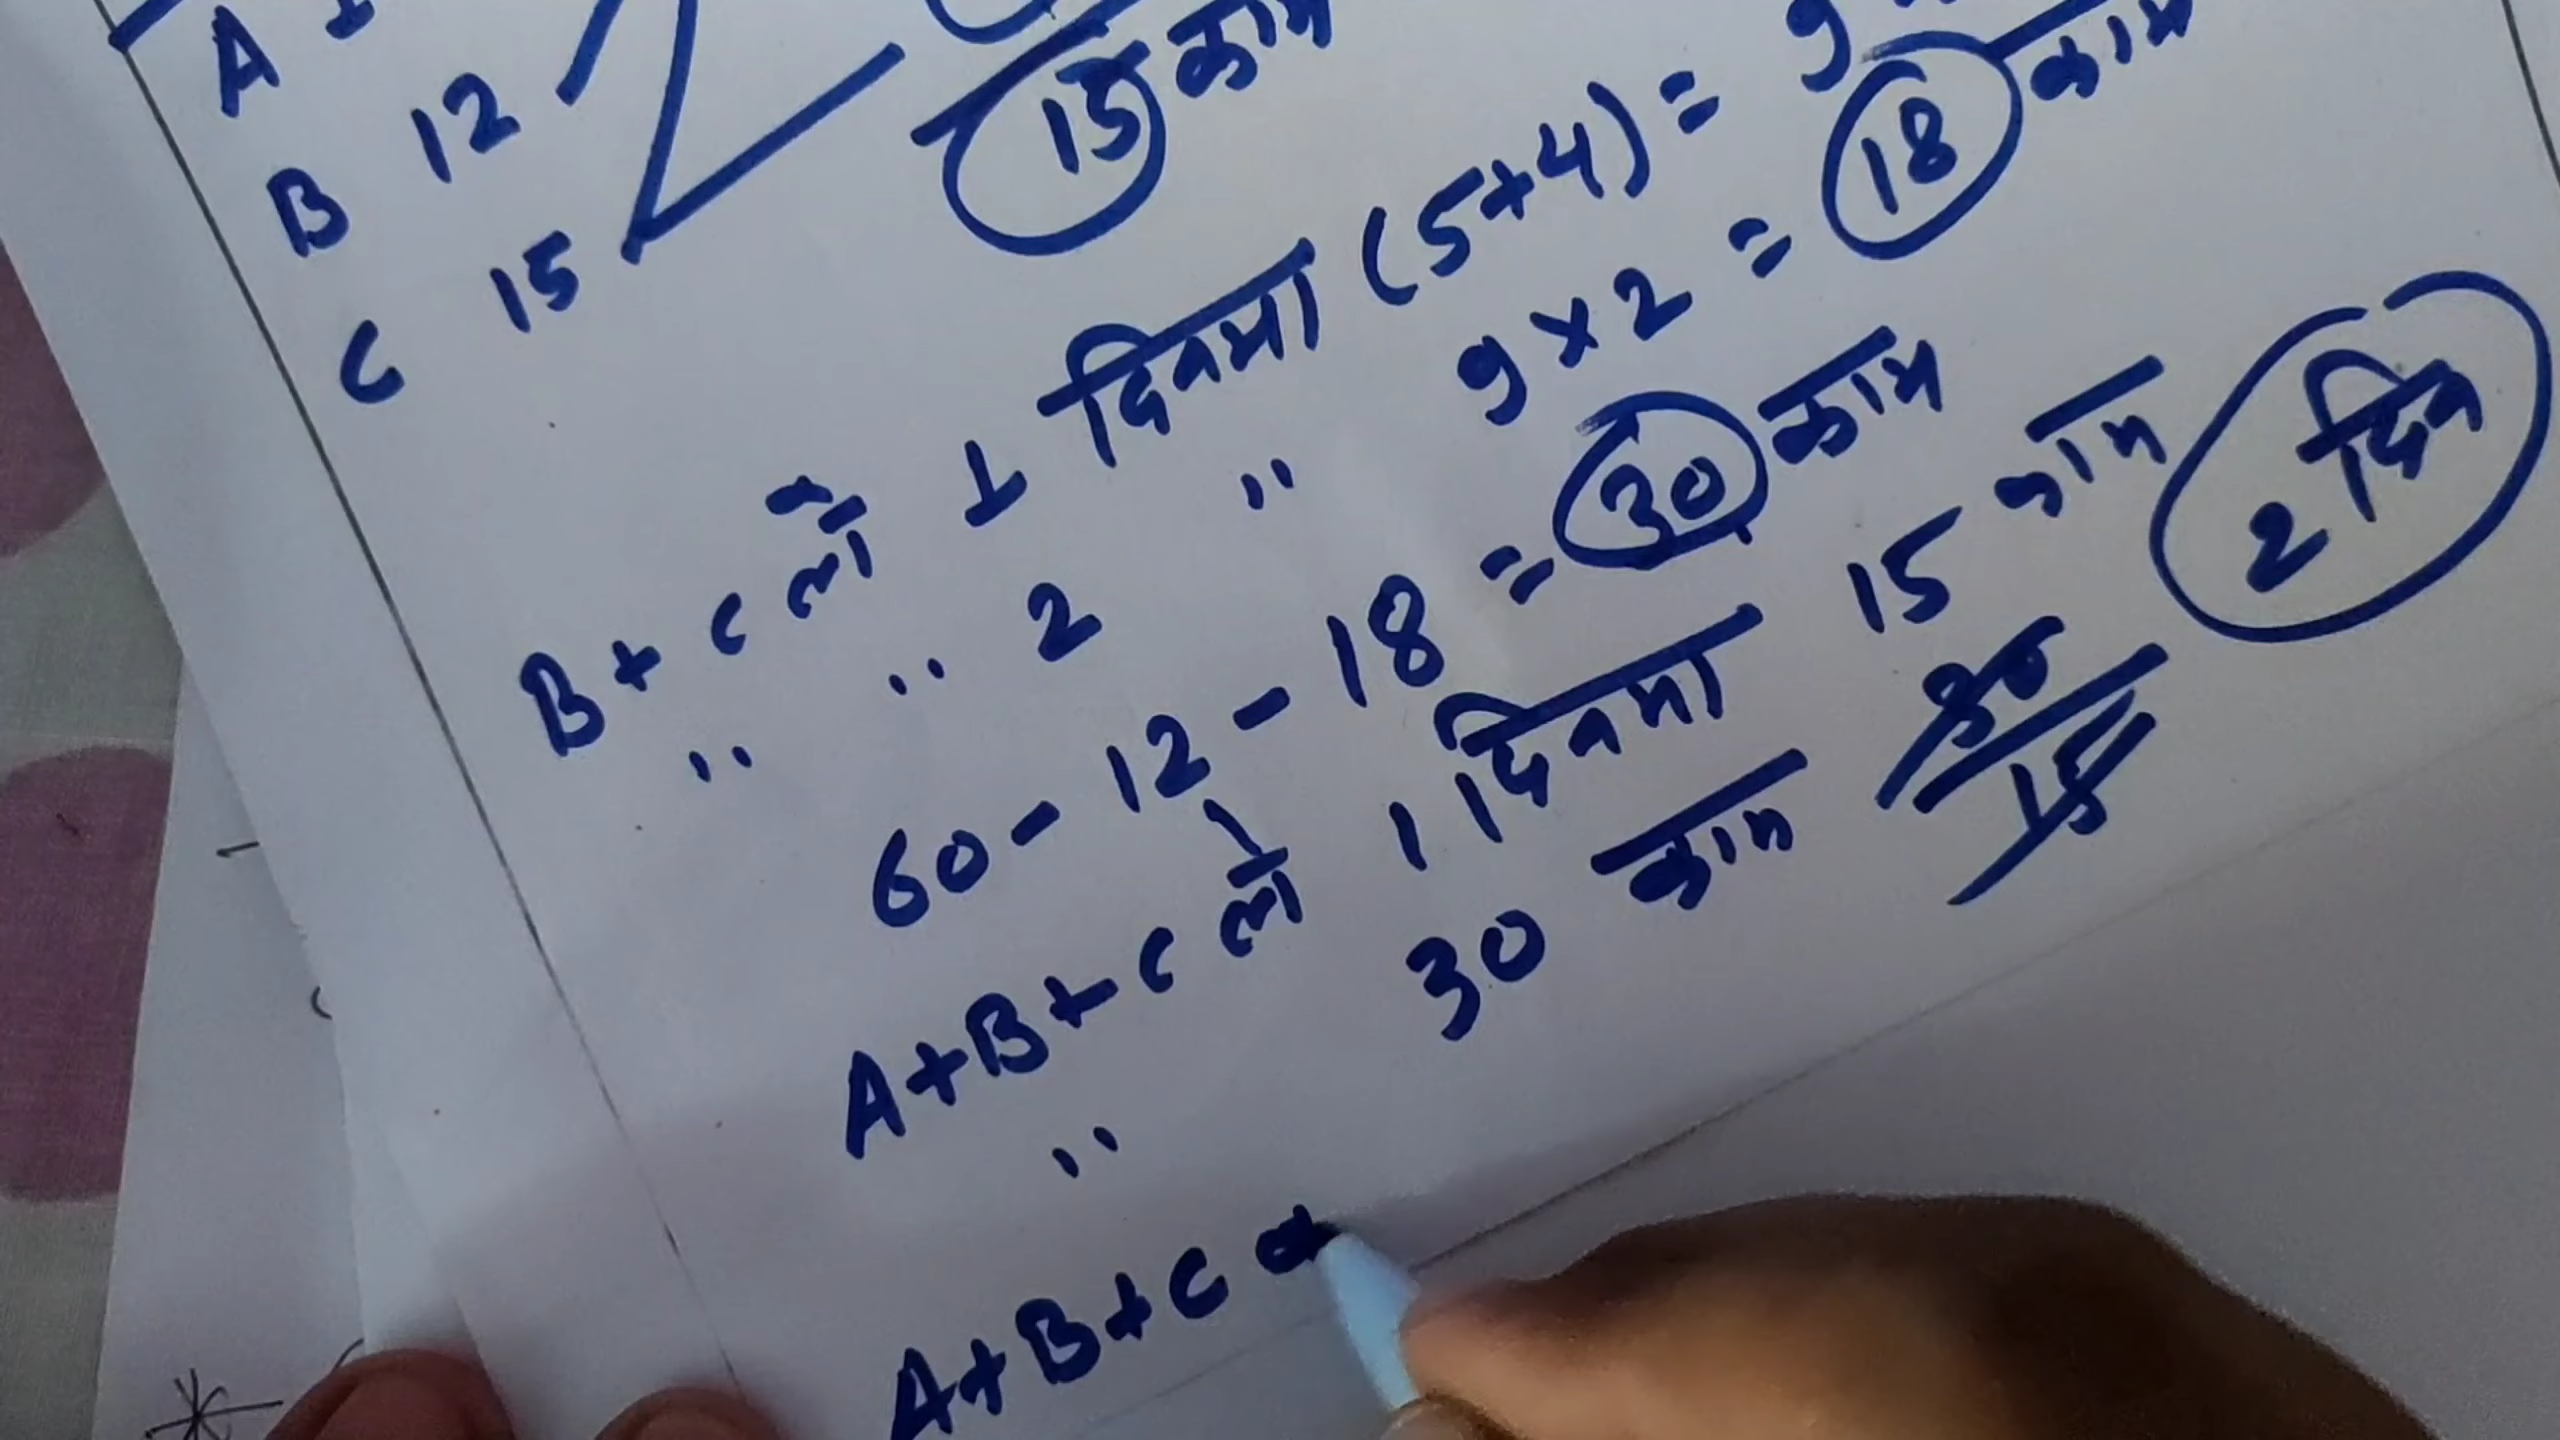 A 1
B 12
C 15
15 काम
B + C ले 1 दिनमा (5+4) = 9
" " 2 " 9 × 2 = 18 काम
60 - 12 - 18 = 30 काम
A+B+C ले 1 दिनमा 15 काम
" 30 काम 30/15 2 दिन
A+B+C